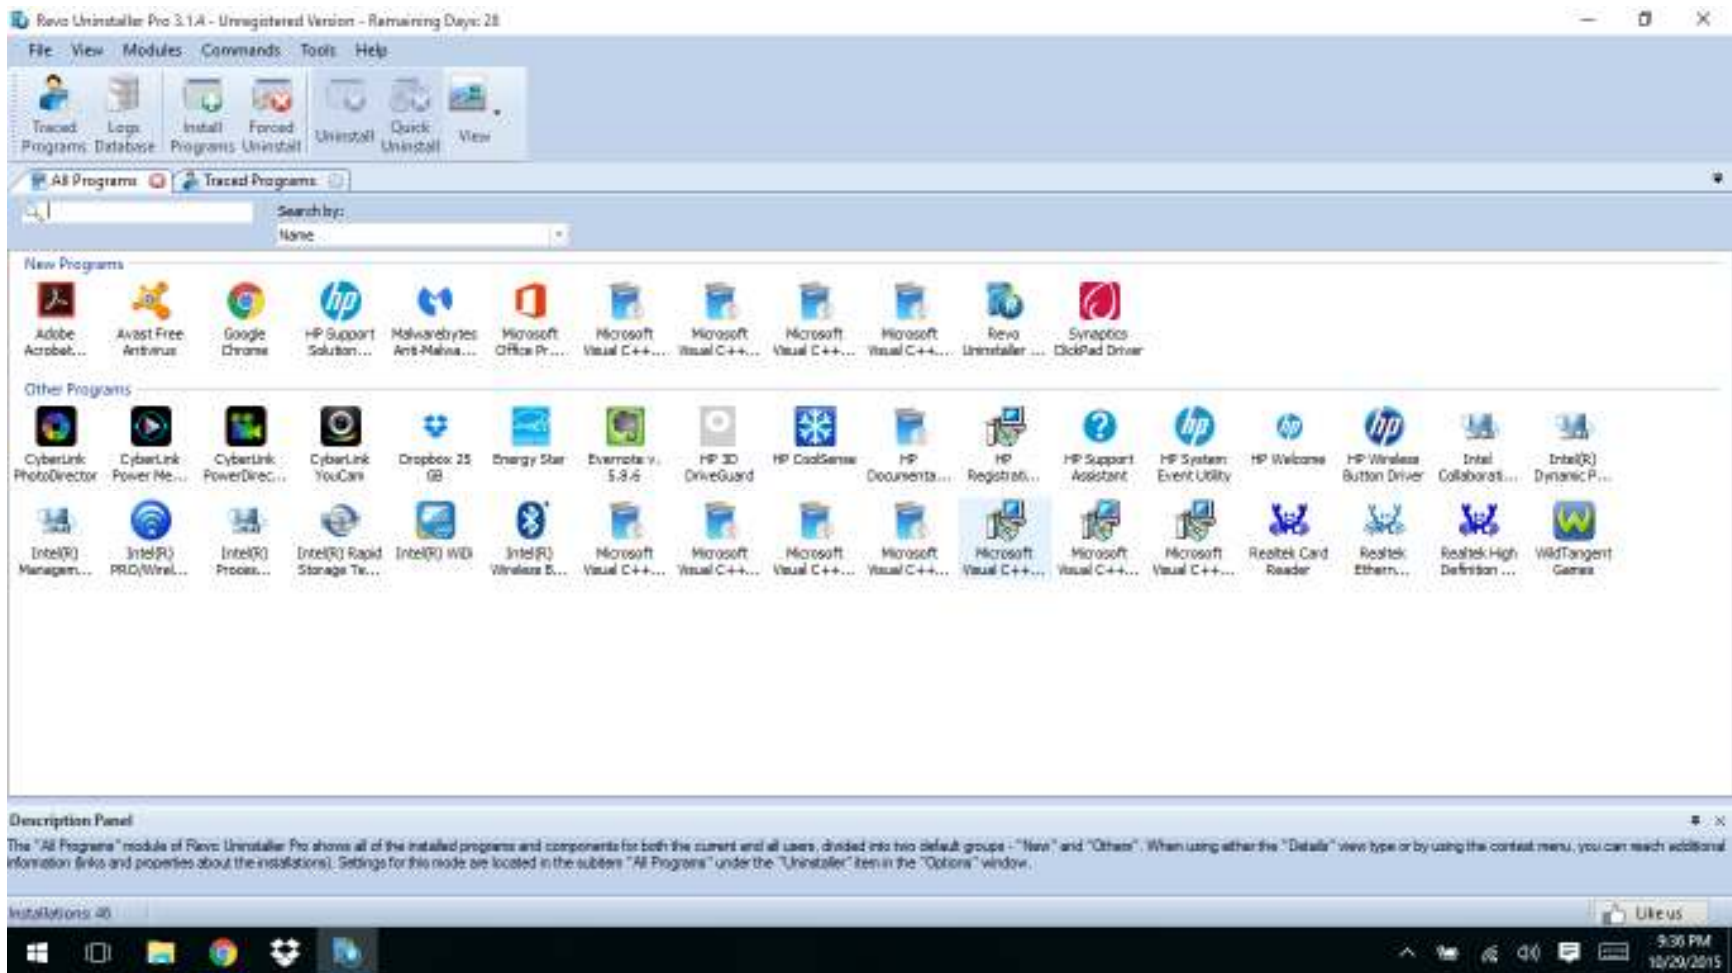 Revo Uninstaller Pro 3.1.4 - Unregistered Version - Remaining Days: 28
File View Modules Commands Tools Help
Traced Programs
Logs Database
Install Programs
Forced Uninstall
Uninstall
Quick Uninstall
View
All Programs
Traced Programs
Search by:
Name
New Programs
Adobe Acrobat...
Avast Free Antivirus
Google Chrome
HP Support Solution ...
Malwarebytes Anti-Malwa...
Microsoft Office Pr...
Microsoft Visual C++...
Microsoft Visual C++...
Microsoft Visual C++...
Microsoft Visual C++...
Revo Uninstaller ...
Synaptics ClickPad Driver
Other Programs
CyberLink PhotoDirector
CyberLink Power Me...
CyberLink PowerDirec...
CyberLink YouCam
Dropbox 25 GB
Energy Star
Evernote v. 5.8.6
HP 3D DriveGuard
HP CoolSense
HP Documenta...
HP Registrati...
HP Support Assistant
HP System Event Utility
HP Welcome
HP Wireless Button Driver
Intel Collaborati...
Intel(R) Dynamic P...
Intel(R) Managem...
Intel(R) PRO/Wirel...
Intel(R) Proces...
Intel(R) Rapid Storage Te...
Intel(R) WiDi
Intel(R) Wireless B...
Microsoft Visual C++...
Microsoft Visual C++...
Microsoft Visual C++...
Microsoft Visual C++...
Microsoft Visual C++...
Microsoft Visual C++...
Microsoft Visual C++...
Realtek Card Reader
Realtek Ethern...
Realtek High Definition ...
WildTangent Games
Description Panel
The "All Programs" module of Revo Uninstaller Pro shows all of the installed programs and components for both the current and all users, divided into two default groups - "New" and "Others". When using either the "Details" view type or by using the context menu, you can reach additional
information (links and properties about the installations). Settings for this mode are located in the subitem "All Programs" under the "Uninstaller" item in the "Options" window.
Installations: 46
Like us
9:36 PM
10/29/2015